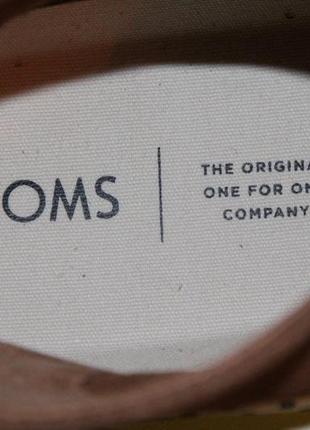 OMS
THE ORIGINA
ONE FOR ON
COMPANY